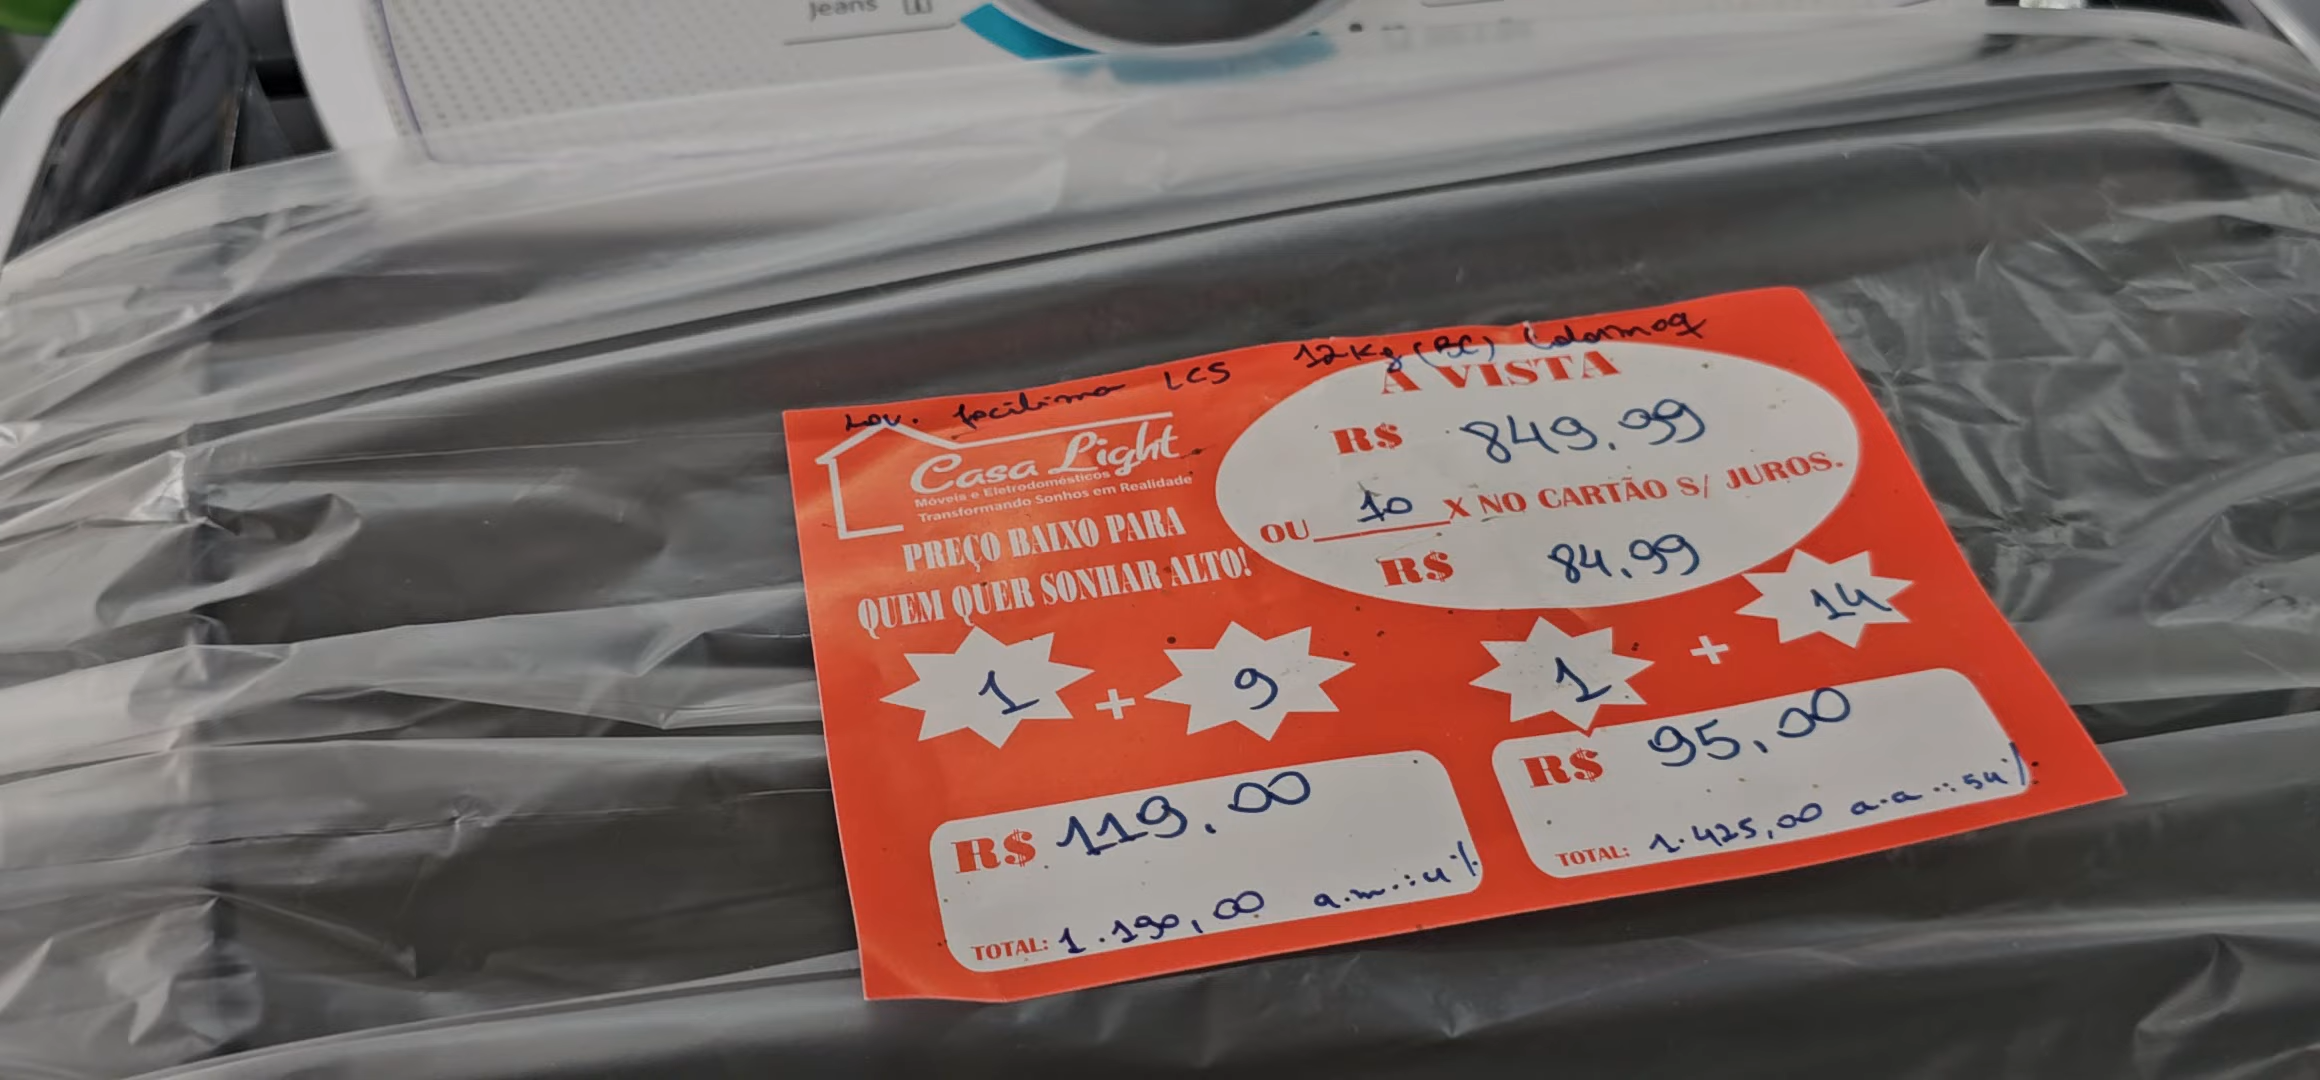 Jeans
Lav. facilima LCS 12Kg (BC) Colormaq
Casa Light
Móveis e Eletrodomésticos
Transformando Sonhos em Realidade
PREÇO BAIXO PARA
QUEM QUER SONHAR ALTO!
À VISTA
R$ 849,99
OU 10 X NO CARTÃO S/ JUROS.
R$ 84,99
1 + 9
R$ 119,00
TOTAL: 1.190,00 a.m.:4%
1 + 14
R$ 95,00
TOTAL: 1.425,00 a.a.:54%